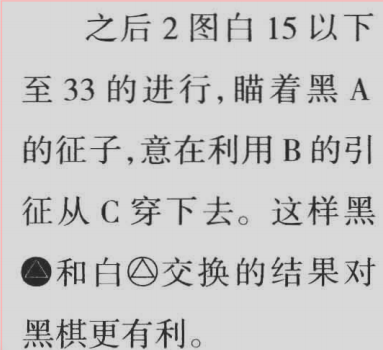 之后 2 图白 15 以下
至 33 的进行,瞄着黑 A
的征子,意在利用 B 的引
征从 C 穿下去。这样黑
▲和白△交换的结果对
黑棋更有利。